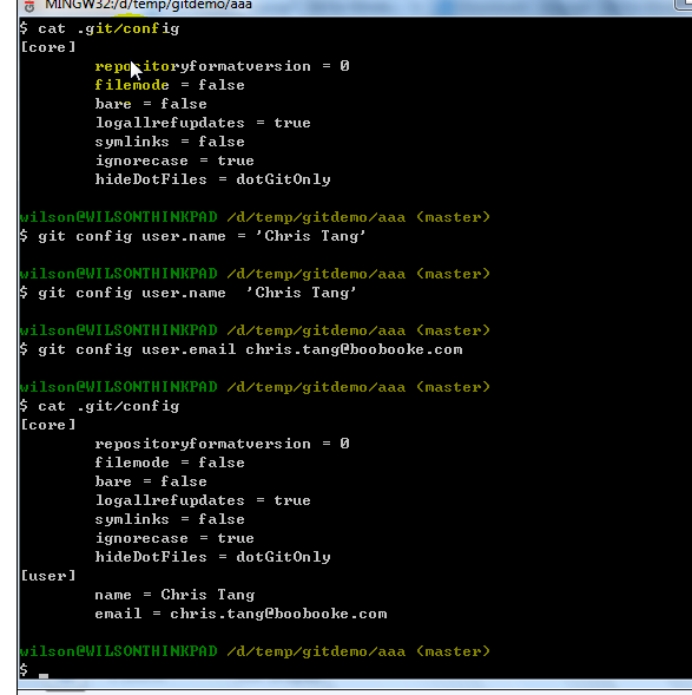 MINGW32:/d/temp/gitdemo/aaa
$ cat .git/config
[core]
repositoryformatversion = 0
filemode = false
bare = false
logallrefupdates = true
symlinks = false
ignorecase = true
hideDotFiles = dotGitOnly
wilson@WILSONTHINKPAD /d/temp/gitdemo/aaa (master)
$ git config user.name = 'Chris Tang'
wilson@WILSONTHINKPAD /d/temp/gitdemo/aaa (master)
$ git config user.name  'Chris Tang'
wilson@WILSONTHINKPAD /d/temp/gitdemo/aaa (master)
$ git config user.email chris.tang@boobooke.com
wilson@WILSONTHINKPAD /d/temp/gitdemo/aaa (master)
$ cat .git/config
[core]
repositoryformatversion = 0
filemode = false
bare = false
logallrefupdates = true
symlinks = false
ignorecase = true
hideDotFiles = dotGitOnly
[user]
name = Chris Tang
email = chris.tang@boobooke.com
wilson@WILSONTHINKPAD /d/temp/gitdemo/aaa (master)
$